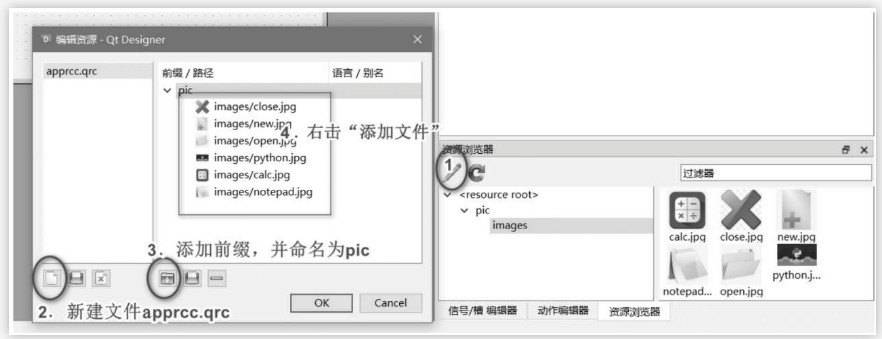 编辑资源 - Qt Designer
apprcc.qrc
前缀 / 路径
语言 / 别名
pic
images/close.jpg
images/new.jpg
images/open.jpg
4. 右击“添加文件”
images/python.jpg
images/calc.jpg
images/notepad.jpg
3. 添加前缀，并命名为pic
2. 新建文件apprcc.qrc
OK
Cancel
资源浏览器
1
过滤器
<resource root>
pic
images
calc.jpg
close.jpg
new.jpg
python.j...
notepad...
open.jpg
信号/槽 编辑器
动作编辑器
资源浏览器